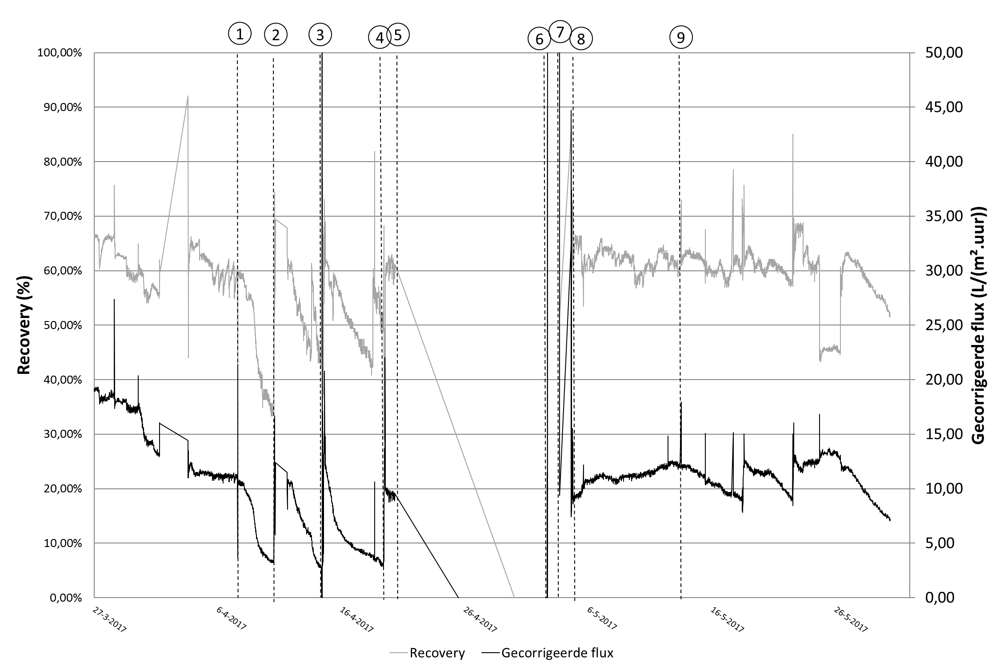 1 2 3 4 5 6 7 8 9
100,00% 50,00
90,00% 45,00
80,00% 40,00
70,00% 35,00
60,00% 30,00
50,00% 25,00
40,00% 20,00
30,00% 15,00
20,00% 10,00
10,00% 5,00
0,00% 0,00
Recovery (%)
Gecorrigeerde flux (L/(m².uur))
27-3-2017 6-4-2017 16-4-2017 26-4-2017 6-5-2017 16-5-2017 26-5-2017
Recovery Gecorrigeerde flux